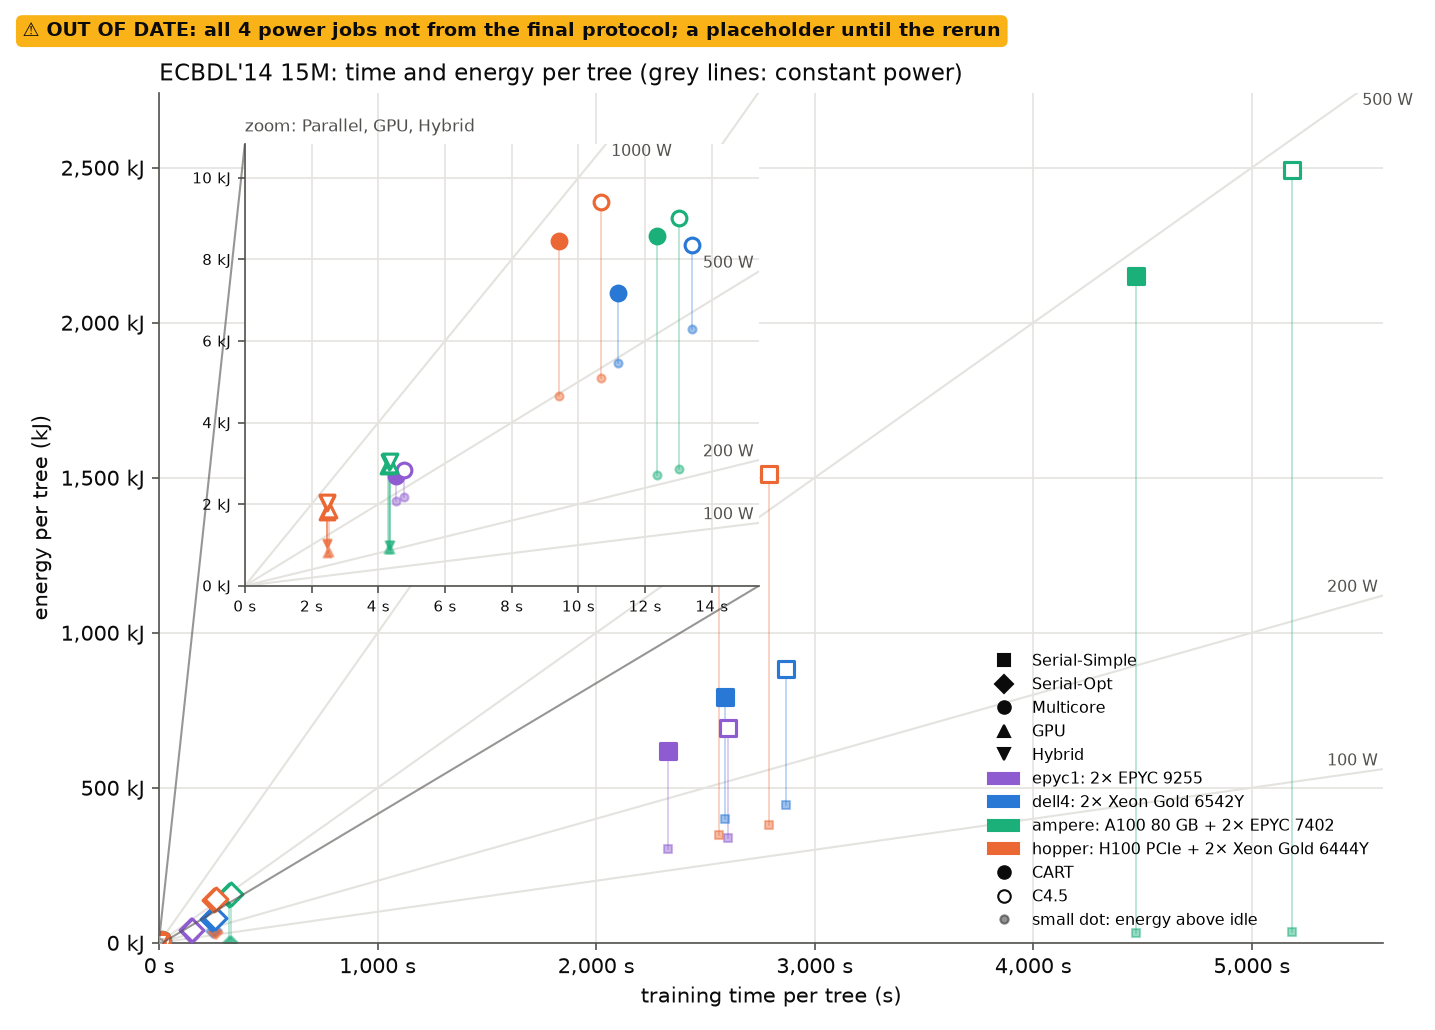 ⚠ OUT OF DATE: all 4 power jobs not from the final protocol; a placeholder until the rerun
ECBDL'14 15M: time and energy per tree (grey lines: constant power)
500 W
zoom: Parallel, GPU, Hybrid
1000 W
10 kJ
8 kJ
6 kJ
4 kJ
2 kJ
0 kJ
500 W
200 W
100 W
0 s
2 s
4 s
6 s
8 s
10 s
12 s
14 s
2,500 kJ
2,000 kJ
1,500 kJ
1,000 kJ
500 kJ
0 kJ
energy per tree (kJ)
200 W
100 W
Serial-Simple
Serial-Opt
Multicore
GPU
Hybrid
epyc1: 2× EPYC 9255
dell4: 2× Xeon Gold 6542Y
ampere: A100 80 GB + 2× EPYC 7402
hopper: H100 PCIe + 2× Xeon Gold 6444Y
CART
C4.5
small dot: energy above idle
0 s
1,000 s
2,000 s
3,000 s
4,000 s
5,000 s
training time per tree (s)